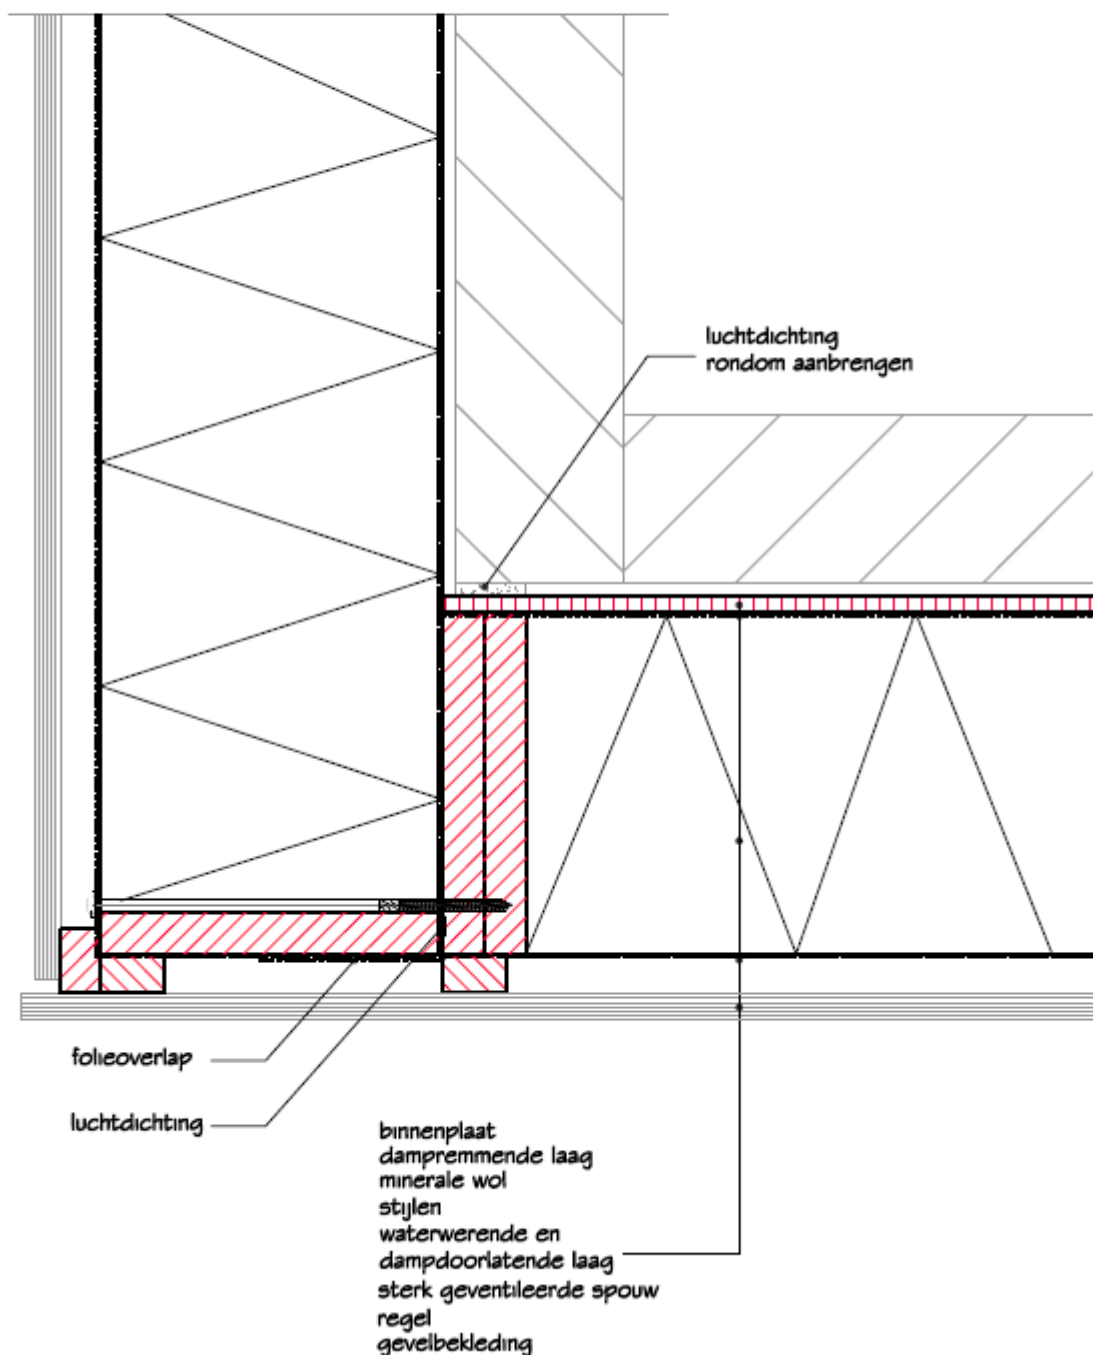 luchtdichting
rondom aanbrengen
folieoverlap
luchtdichting
binnenplaat
dampremmende laag
minerale wol
stijlen
waterwerende en
dampdoorlatende laag
sterk geventileerde spouw
regel
gevelbekleding